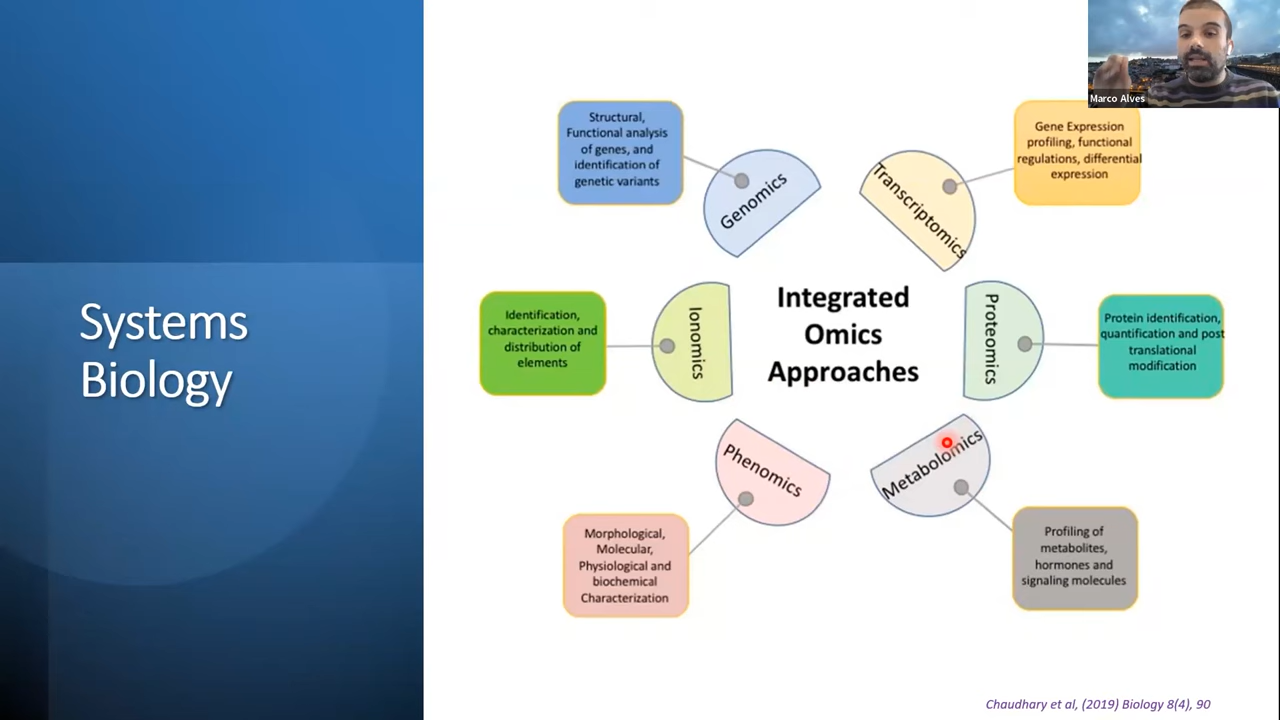 Systems
Biology
Marco Alves
Structural,
Functional analysis
of genes, and
identification of
genetic variants
Genomics
Transcriptomics
Gene Expression
profiling, functional
regulations, differential
expression
Identification,
characterization and
distribution of
elements
Ionomics
Integrated
Omics
Approaches
Proteomics
Protein identification,
quantification and post
translational
modification
Phenomics
Metabolomics
Morphological,
Molecular,
Physiological and
biochemical
Characterization
Profiling of
metabolites,
hormones and
signaling molecules
Chaudhary et al, (2019) Biology 8(4), 90